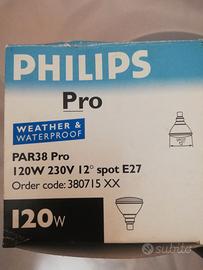 PHILIPS
Pro
WEATHER &
WATERPROOF
PAR38 Pro
120W 230V 12° spot E27
Order code: 380715 XX
120W
subito